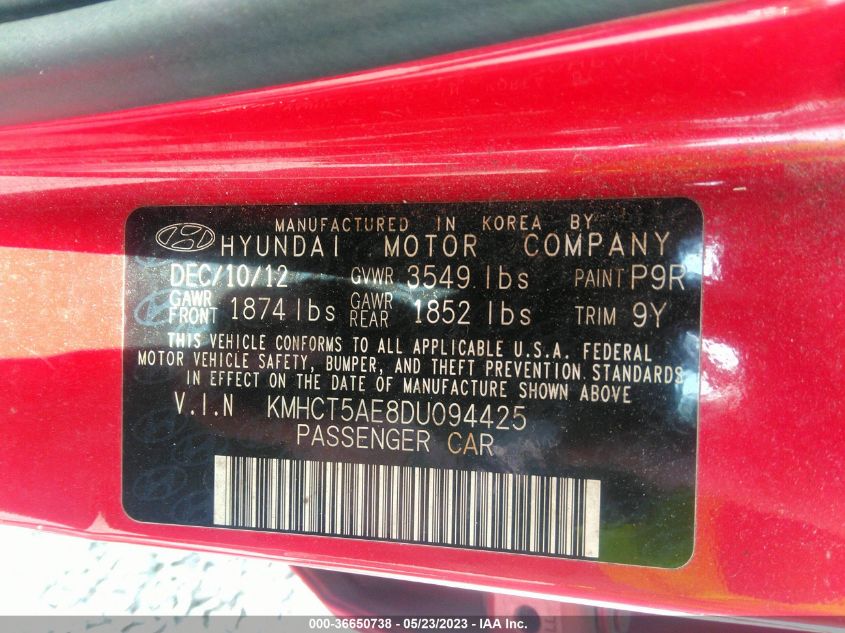 MANUFACTURED IN KOREA BY
HYUNDAI MOTOR COMPANY
DEC/10/12 GVWR 3549 lbs PAINT P9R
GAWR FRONT 1874 lbs GAWR REAR 1852 lbs TRIM 9Y
THIS VEHICLE CONFORMS TO ALL APPLICABLE U.S.A. FEDERAL
MOTOR VEHICLE SAFETY, BUMPER, AND THEFT PREVENTION STANDARDS
IN EFFECT ON THE DATE OF MANUFACTURE SHOWN ABOVE
V.I.N KMHCT5AE8DU094425
PASSENGER CAR
000-36650738 - 05/23/2023 - IAA Inc.